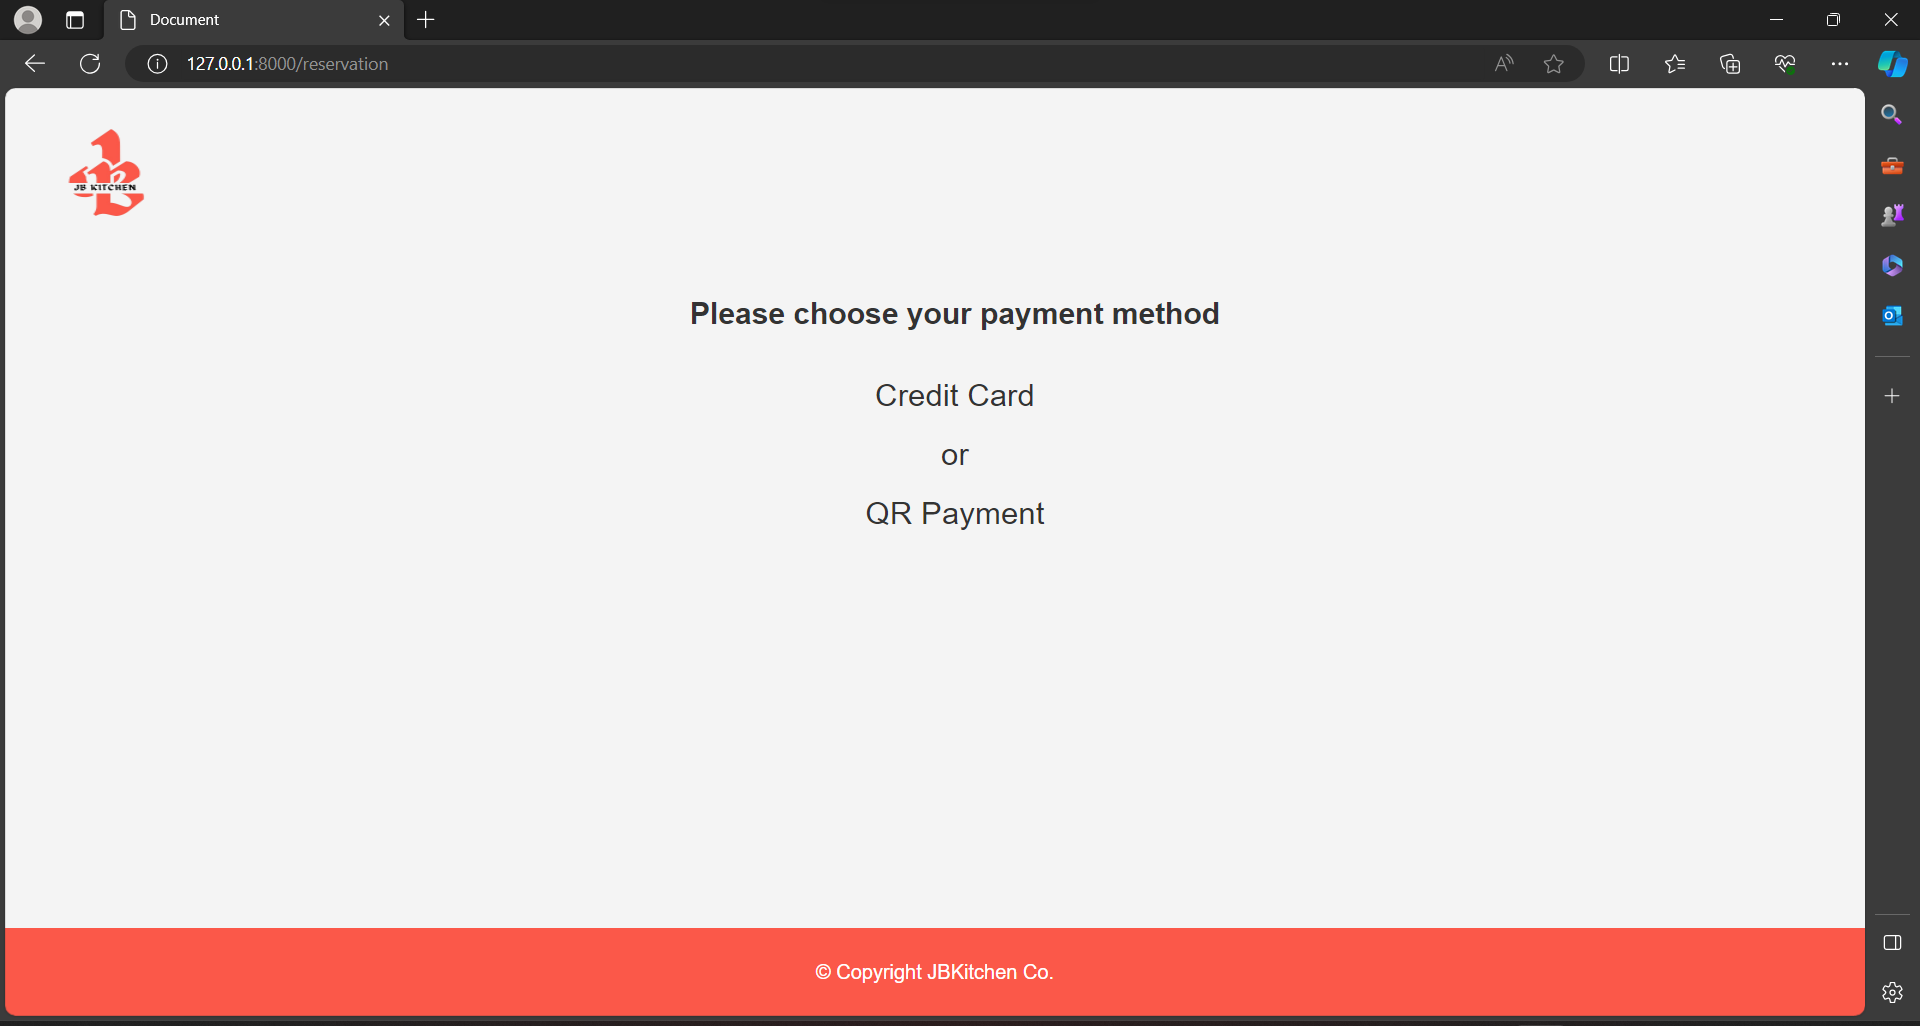 Document
127.0.0.1:8000/reservation
JB KITCHEN
Please choose your payment method
Credit Card
or
QR Payment
© Copyright JBKitchen Co.